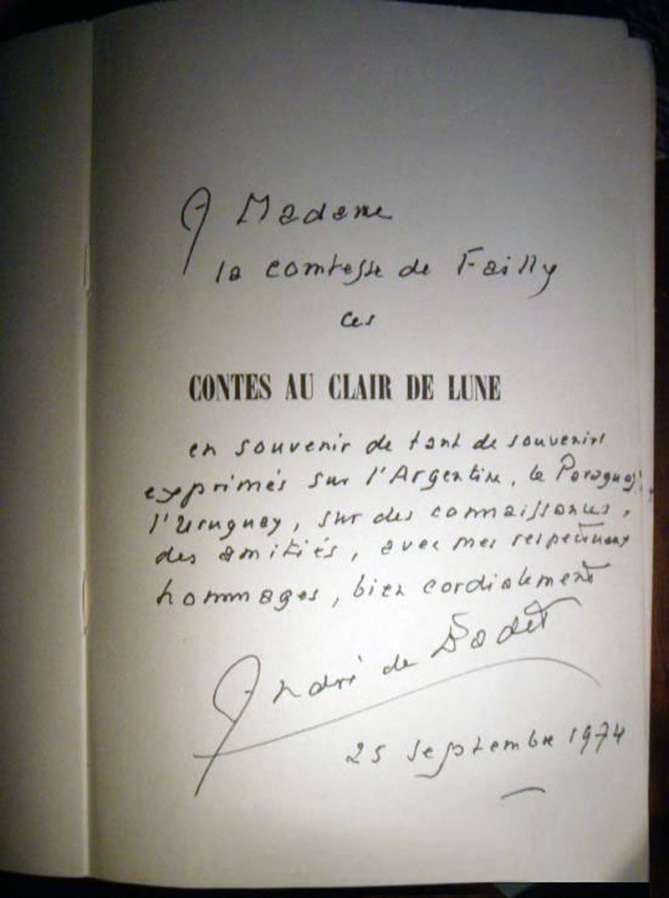 A Madame
la comtesse de Failly
ces
CONTES AU CLAIR DE LUNE
en souvenir de tant de souvenirs
exprimés sur l'Argentine, le Paraguay,
l'Uruguay, sur des connaissances,
des amitiés, avec mes respectueux
hommages, bien cordialement
André de Badet
25 septembre 1974